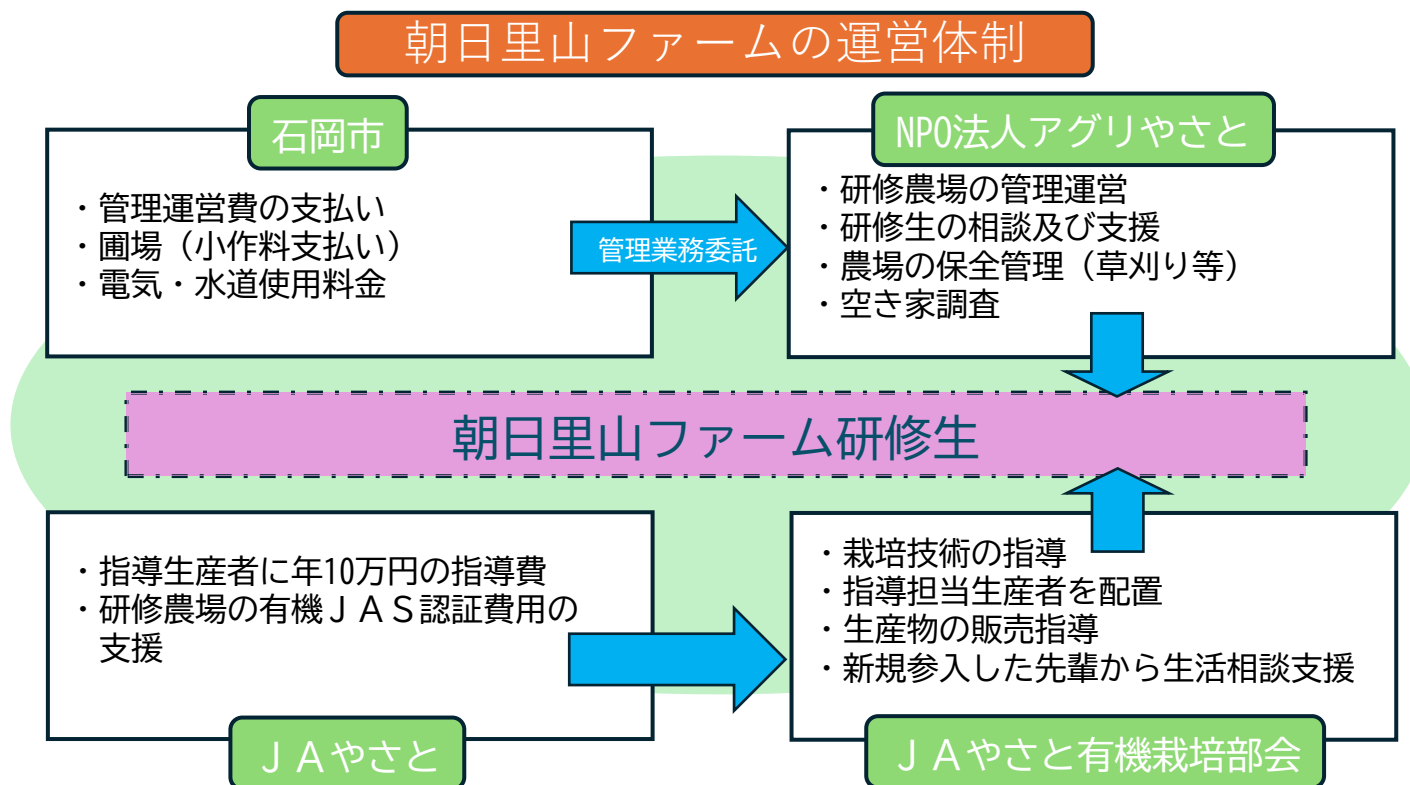 朝日里山ファームの運営体制
石岡市
・管理運営費の支払い
・圃場（小作料支払い）
・電気・水道使用料金
管理業務委託
NPO法人アグリやさと
・研修農場の管理運営
・研修生の相談及び支援
・農場の保全管理（草刈り等）
・空き家調査
朝日里山ファーム研修生
・指導生産者に年10万円の指導費
・研修農場の有機ＪＡＳ認証費用の
支援
ＪＡやさと
・栽培技術の指導
・指導担当生産者を配置
・生産物の販売指導
・新規参入した先輩から生活相談支援
ＪＡやさと有機栽培部会